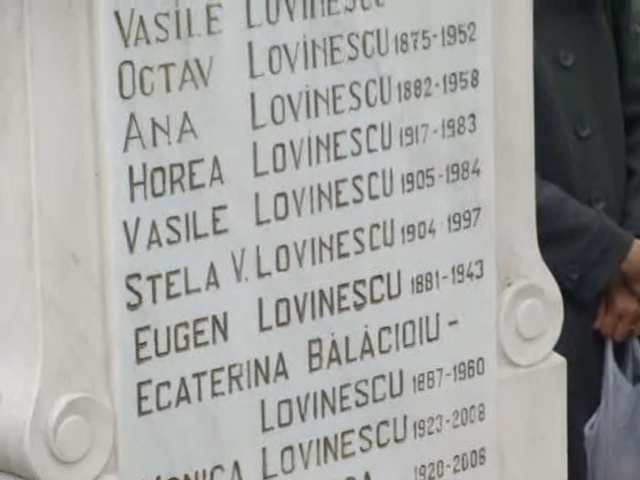 VASILE LOVINESCU
OCTAV LOVINESCU 1875-1952
ANA LOVINESCU 1882-1958
HOREA LOVINESCU 1917-1983
VASILE LOVINESCU 1905-1984
STELA V. LOVINESCU 1904 1997
EUGEN LOVINESCU 1881-1943
ECATERINA BĂLĂCIOIU-
LOVINESCU 1887-1960
MONICA LOVINESCU 1923-2008
1920-2006